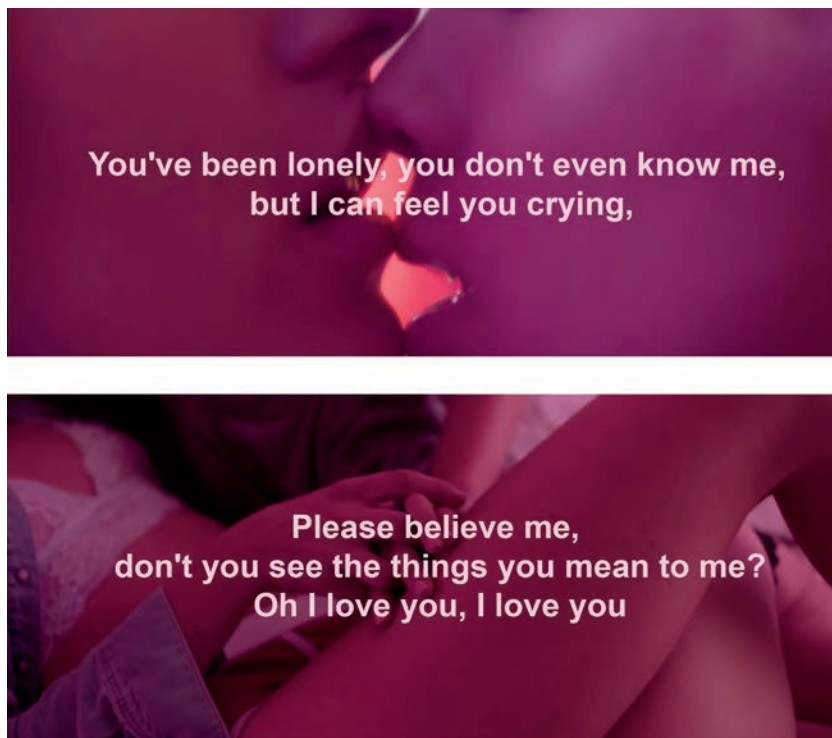 You've been lonely, you don't even know me,
but I can feel you crying,
Please believe me,
don't you see the things you mean to me?
Oh I love you, I love you